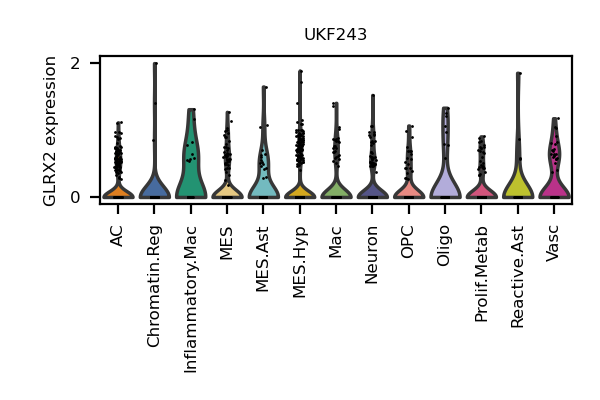 UKF243
GLRX2 expression
2
0
AC
Chromatin.Reg
Inflammatory.Mac
MES
MES.Ast
MES.Hyp
Mac
Neuron
OPC
Oligo
Prolif.Metab
Reactive.Ast
Vasc